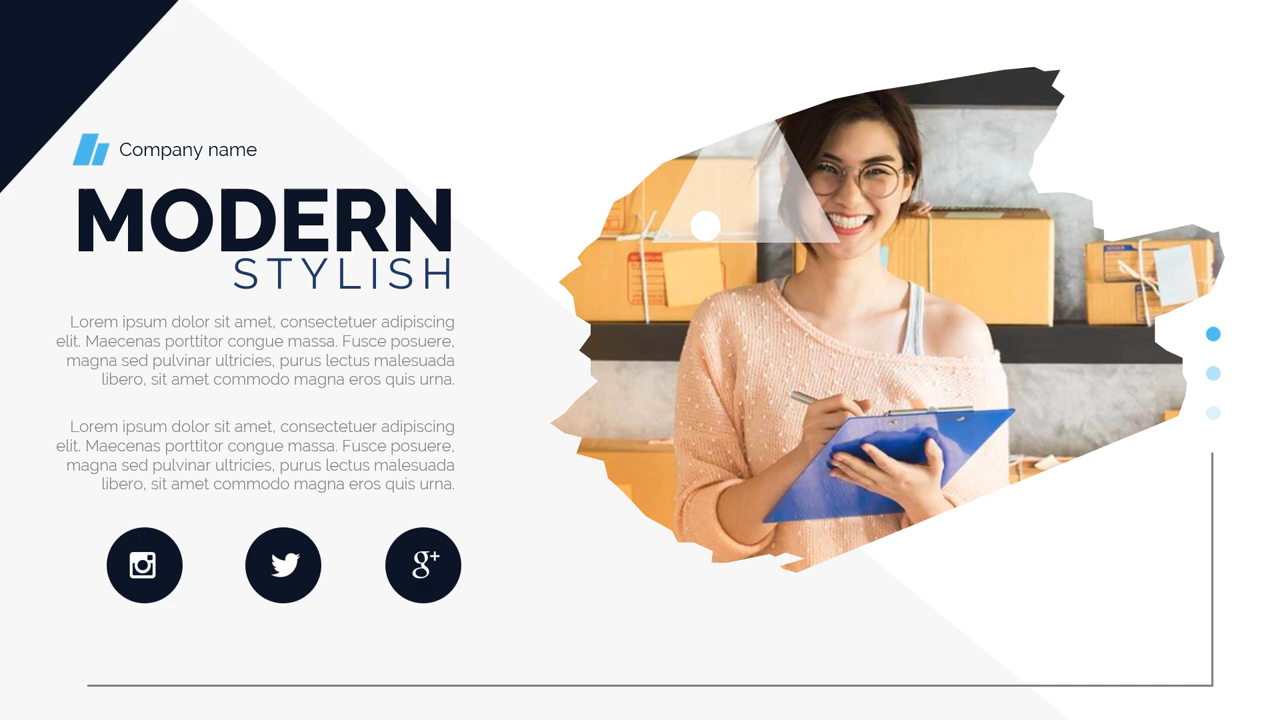 Company name
MODERN
STYLISH
Lorem ipsum dolor sit amet, consectetuer adipiscing
elit. Maecenas porttitor congue massa. Fusce posuere,
magna sed pulvinar ultricies, purus lectus malesuada
libero, sit amet commodo magna eros quis urna.
Lorem ipsum dolor sit amet, consectetuer adipiscing
elit. Maecenas porttitor congue massa. Fusce posuere,
magna sed pulvinar ultricies, purus lectus malesuada
libero, sit amet commodo magna eros quis urna.
g+